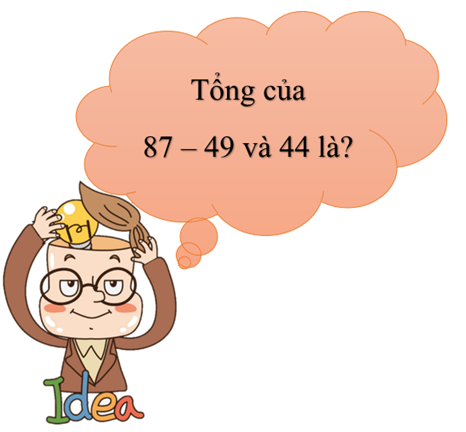 Tổng của
87 – 49 và 44 là?
Idea